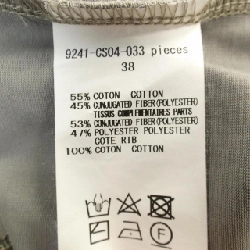 9241-CS04-033 pieces
38
55% COTON COTTON
45% CONJUGATED FIBER(POLYESTER)
TISSUS COMPLEMENTAIRES PARTS
53% CONJUGATED FIBER(POLYESTER)
47% POLYESTER POLYESTER
COTE RIB
100% COTON COTTON
F